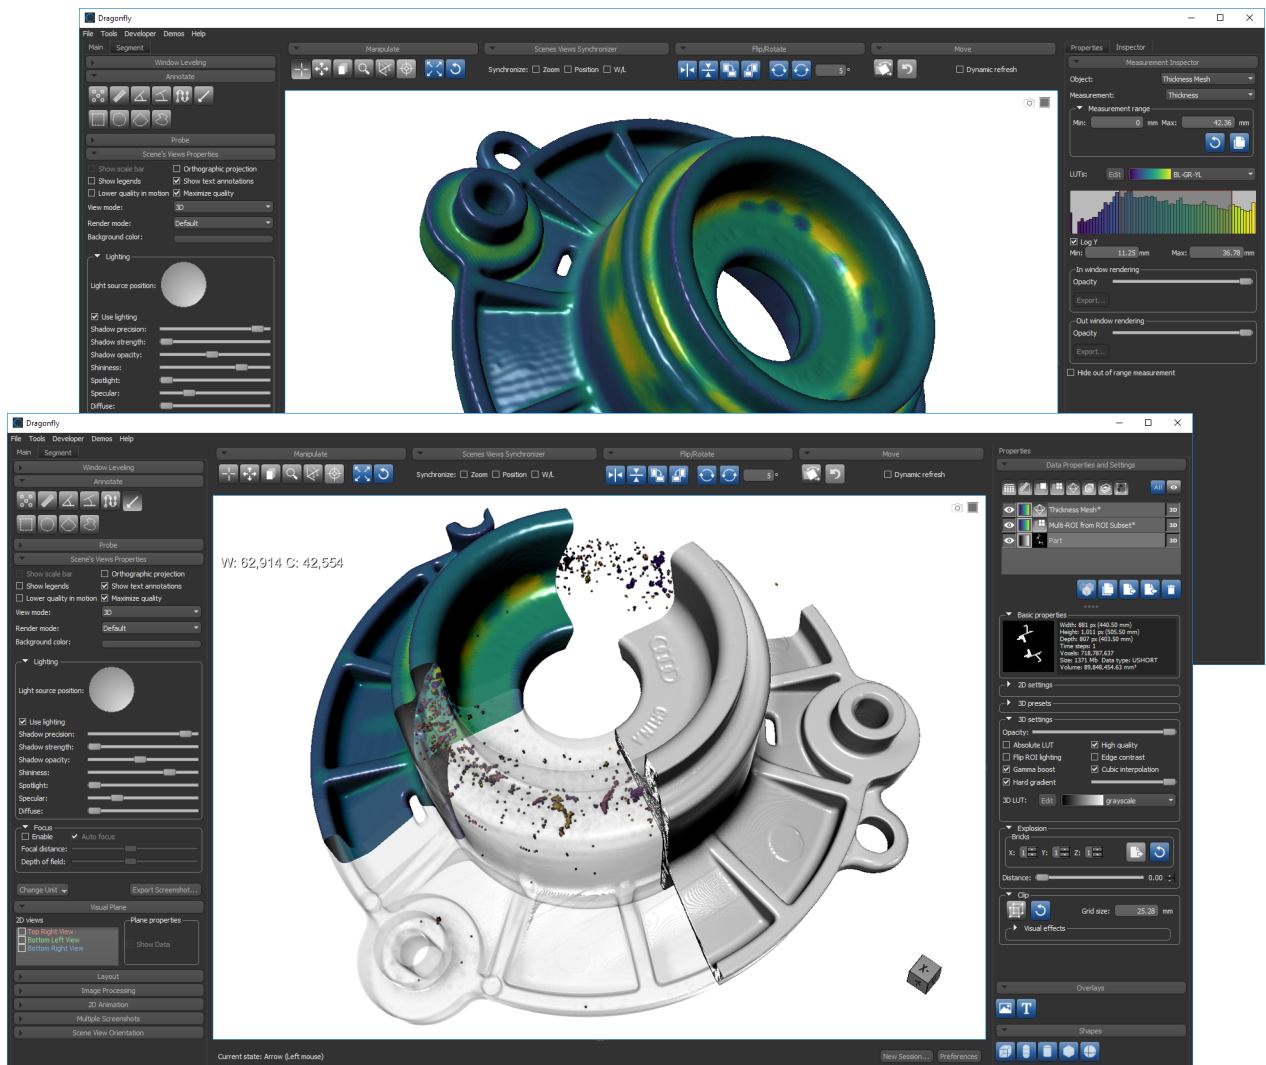 Dragonfly
File Tools Developer Demos Help
Main Segment
Manipulate
Scenes Views Synchronizer
Flip/Rotate
Move
Properties Inspector
Window Leveling
Annotate
Synchronize: Zoom Position W/L
5 °
Dynamic refresh
Measurement Inspector
Object: Thickness Mesh
Measurement: Thickness
Measurement range
Min: 0 mm Max: 42.36 mm
Probe
Scene's Views Properties
Show scale bar Orthographic projection
Show legends Show text annotations
Lower quality in motion Maximize quality
View mode: 3D
Render mode: Default
Background color:
Lighting
Light source position:
Use lighting
Shadow precision:
Shadow strength:
Shadow opacity:
Shininess:
Spotlight:
Specular:
Diffuse:
LUTs: Edit BL-GR-YL
Log Y
Min: 11.25 mm Max: 36.78 mm
In window rendering
Opacity
Export...
Out window rendering
Opacity
Export...
Hide out of range measurement
Dragonfly
File Tools Developer Demos Help
Main Segment
Manipulate
Scenes Views Synchronizer
Flip/Rotate
Move
Properties
Window Leveling
Annotate
Synchronize: Zoom Position W/L
5 °
Dynamic refresh
Data Properties and Settings
All
Thickness Mesh* 3D
Multi-ROI from ROI Subset* 3D
Part 3D
Probe
Scene's Views Properties
Show scale bar Orthographic projection
Show legends Show text annotations
Lower quality in motion Maximize quality
View mode: 3D
Render mode: Default
Background color:
Lighting
Light source position:
Use lighting
Shadow precision:
Shadow strength:
Shadow opacity:
Shininess:
Spotlight:
Specular:
Diffuse:
Focus
Enable Auto focus
Focal distance:
Depth of field:
Change Unit Export Screenshot...
Visual Plane
2D views Plane properties
Top Right View
Bottom Left View
Bottom Right View
Show Data
Layout
Image Processing
2D Animation
Multiple Screenshots
Scene View Orientation
W: 62,914 C: 42,554
CHINA
X-
Current state: Arrow (Left mouse)
New Session... Preferences
Basic properties
Width: 881 px (440.50 mm)
Height: 1,011 px (505.50 mm)
Depth: 807 px (403.50 mm)
Time steps: 1
Voxels: 718,787,637
Size: 1371 Mb Data type: USHORT
Volume: 89,848,454.63 mm³
2D settings
3D presets
3D settings
Opacity:
Absolute LUT High quality
Flip ROI lighting Edge contrast
Gamma boost Cubic interpolation
Hard gradient
3D LUT: Edit grayscale
Explosion
Bricks
X: 1 Y: 1 Z: 1
Distance: 0.00
Clip
Grid size: 25.28 mm
Visual effects
Overlays
T
Shapes